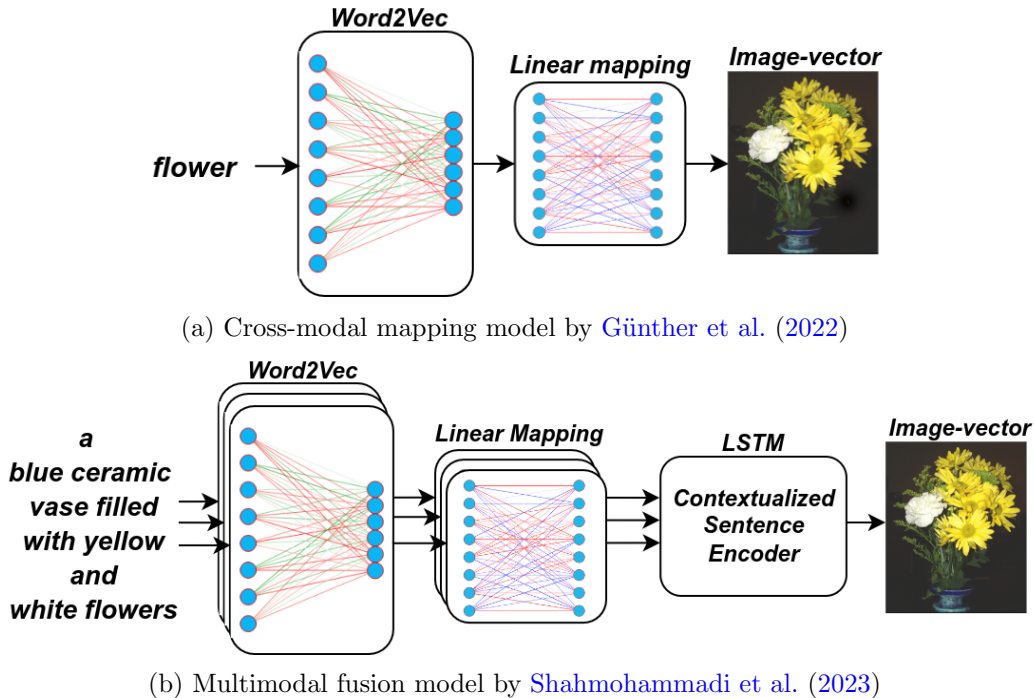 Word2Vec
Linear mapping
Image-vector
flower
(a) Cross-modal mapping model by Günther et al. (2022)
Word2Vec
Linear Mapping
LSTM
Image-vector
a
blue ceramic
vase filled
with yellow
and
white flowers
Contextualized
Sentence
Encoder
(b) Multimodal fusion model by Shahmohammadi et al. (2023)